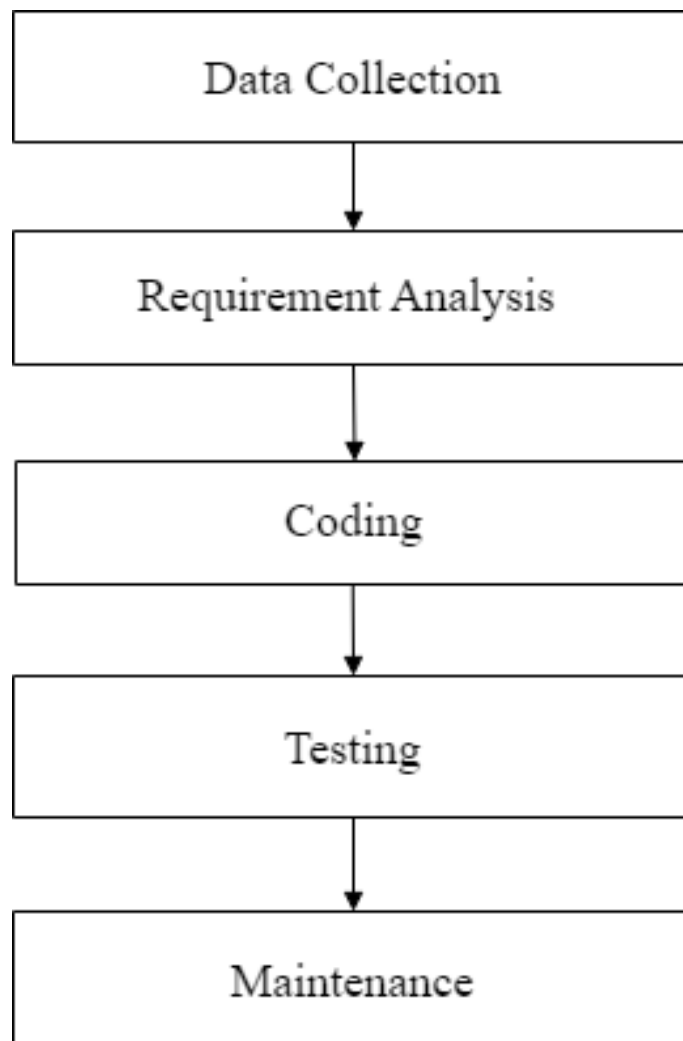 Data Collection
Requirement Analysis
Coding
Testing
Maintenance